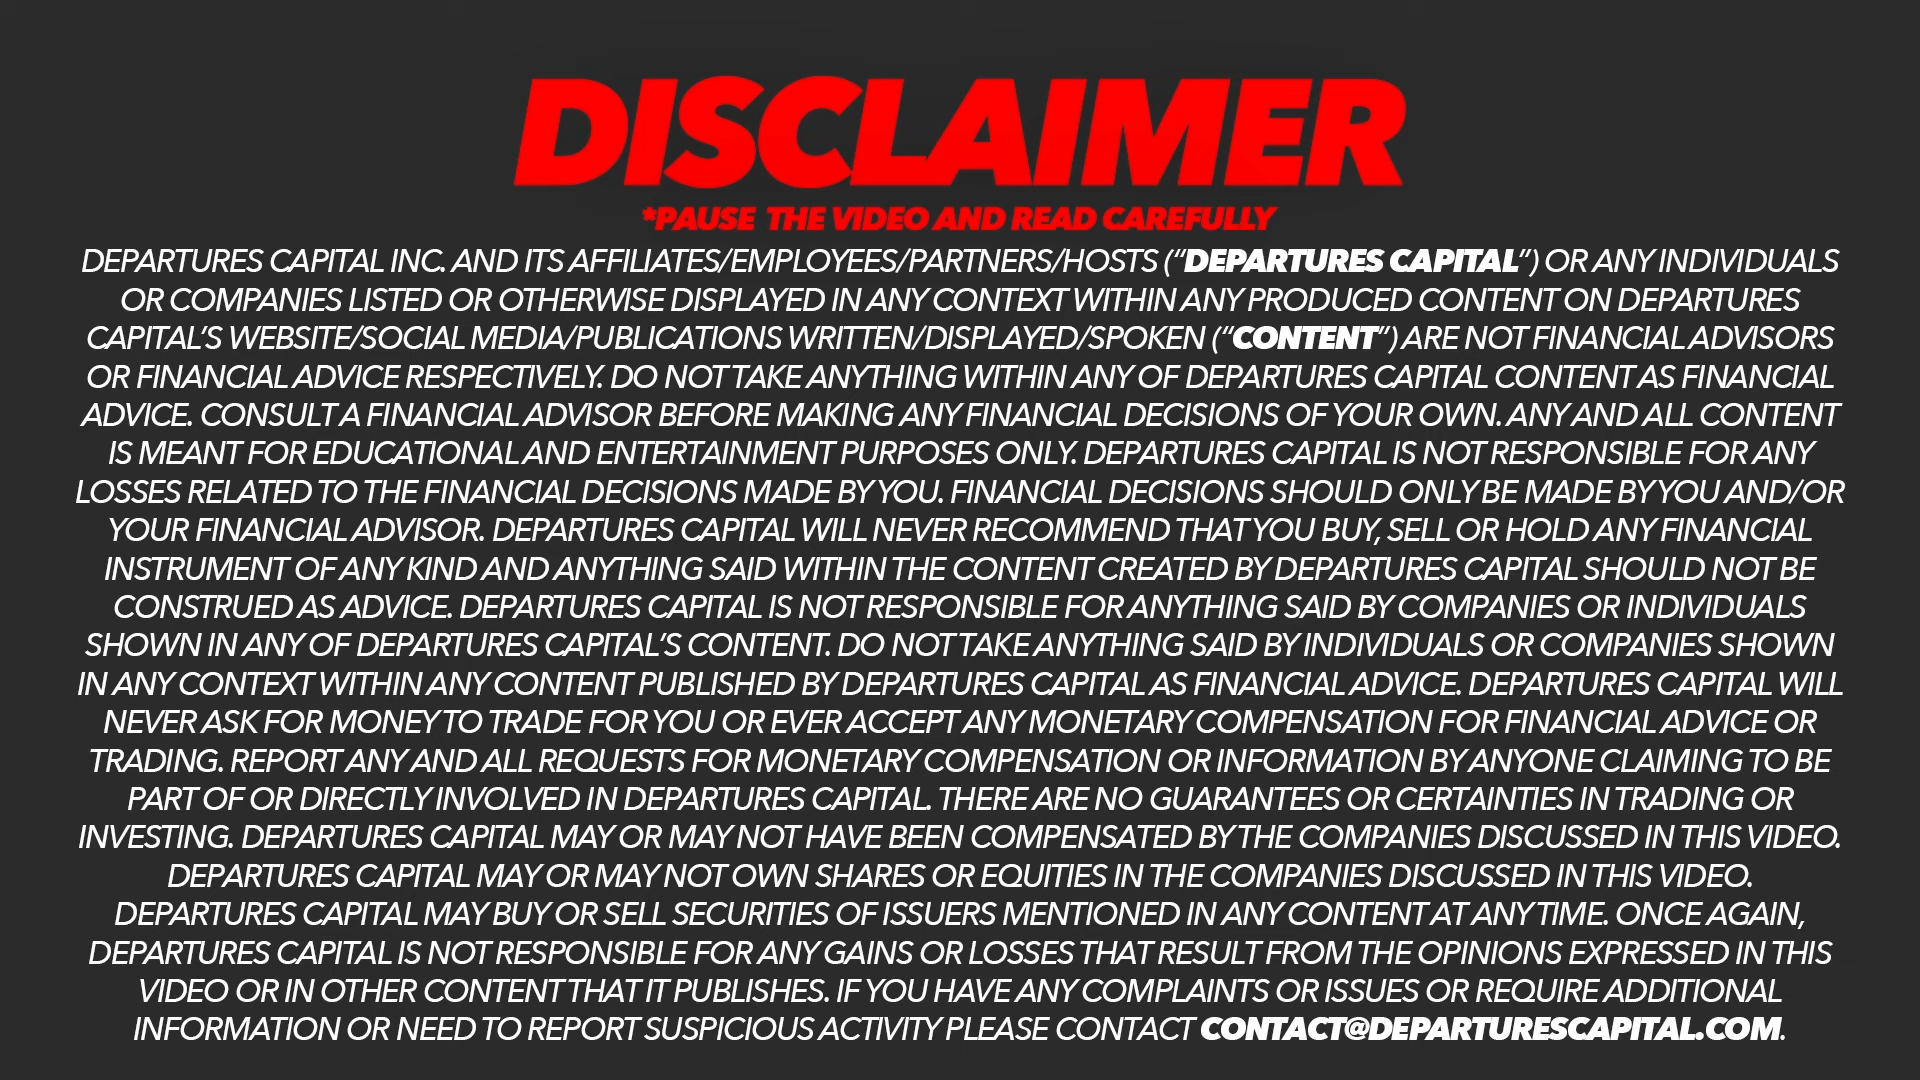 DISCLAIMER
*PAUSE THE VIDEO AND READ CAREFULLY
DEPARTURES CAPITAL INC. AND ITS AFFILIATES/EMPLOYEES/PARTNERS/HOSTS (“DEPARTURES CAPITAL”) OR ANY INDIVIDUALS
OR COMPANIES LISTED OR OTHERWISE DISPLAYED IN ANY CONTEXT WITHIN ANY PRODUCED CONTENT ON DEPARTURES
CAPITAL‘S WEBSITE/SOCIAL MEDIA/PUBLICATIONS WRITTEN/DISPLAYED/SPOKEN (“CONTENT”) ARE NOT FINANCIAL ADVISORS
OR FINANCIAL ADVICE RESPECTIVELY. DO NOT TAKE ANYTHING WITHIN ANY OF DEPARTURES CAPITAL CONTENT AS FINANCIAL
ADVICE. CONSULT A FINANCIAL ADVISOR BEFORE MAKING ANY FINANCIAL DECISIONS OF YOUR OWN. ANY AND ALL CONTENT
IS MEANT FOR EDUCATIONAL AND ENTERTAINMENT PURPOSES ONLY. DEPARTURES CAPITAL IS NOT RESPONSIBLE FOR ANY
LOSSES RELATED TO THE FINANCIAL DECISIONS MADE BY YOU. FINANCIAL DECISIONS SHOULD ONLY BE MADE BY YOU AND/OR
YOUR FINANCIAL ADVISOR. DEPARTURES CAPITAL WILL NEVER RECOMMEND THAT YOU BUY, SELL OR HOLD ANY FINANCIAL
INSTRUMENT OF ANY KIND AND ANYTHING SAID WITHIN THE CONTENT CREATED BY DEPARTURES CAPITAL SHOULD NOT BE
CONSTRUED AS ADVICE. DEPARTURES CAPITAL IS NOT RESPONSIBLE FOR ANYTHING SAID BY COMPANIES OR INDIVIDUALS
SHOWN IN ANY OF DEPARTURES CAPITAL‘S CONTENT. DO NOT TAKE ANYTHING SAID BY INDIVIDUALS OR COMPANIES SHOWN
IN ANY CONTEXT WITHIN ANY CONTENT PUBLISHED BY DEPARTURES CAPITAL AS FINANCIAL ADVICE. DEPARTURES CAPITAL WILL
NEVER ASK FOR MONEY TO TRADE FOR YOU OR EVER ACCEPT ANY MONETARY COMPENSATION FOR FINANCIAL ADVICE OR
TRADING. REPORT ANY AND ALL REQUESTS FOR MONETARY COMPENSATION OR INFORMATION BY ANYONE CLAIMING TO BE
PART OF OR DIRECTLY INVOLVED IN DEPARTURES CAPITAL. THERE ARE NO GUARANTEES OR CERTAINTIES IN TRADING OR
INVESTING. DEPARTURES CAPITAL MAY OR MAY NOT HAVE BEEN COMPENSATED BY THE COMPANIES DISCUSSED IN THIS VIDEO.
DEPARTURES CAPITAL MAY OR MAY NOT OWN SHARES OR EQUITIES IN THE COMPANIES DISCUSSED IN THIS VIDEO.
DEPARTURES CAPITAL MAY BUY OR SELL SECURITIES OF ISSUERS MENTIONED IN ANY CONTENT AT ANY TIME. ONCE AGAIN,
DEPARTURES CAPITAL IS NOT RESPONSIBLE FOR ANY GAINS OR LOSSES THAT RESULT FROM THE OPINIONS EXPRESSED IN THIS
VIDEO OR IN OTHER CONTENT THAT IT PUBLISHES. IF YOU HAVE ANY COMPLAINTS OR ISSUES OR REQUIRE ADDITIONAL
INFORMATION OR NEED TO REPORT SUSPICIOUS ACTIVITY PLEASE CONTACT CONTACT@DEPARTURESCAPITAL.COM.